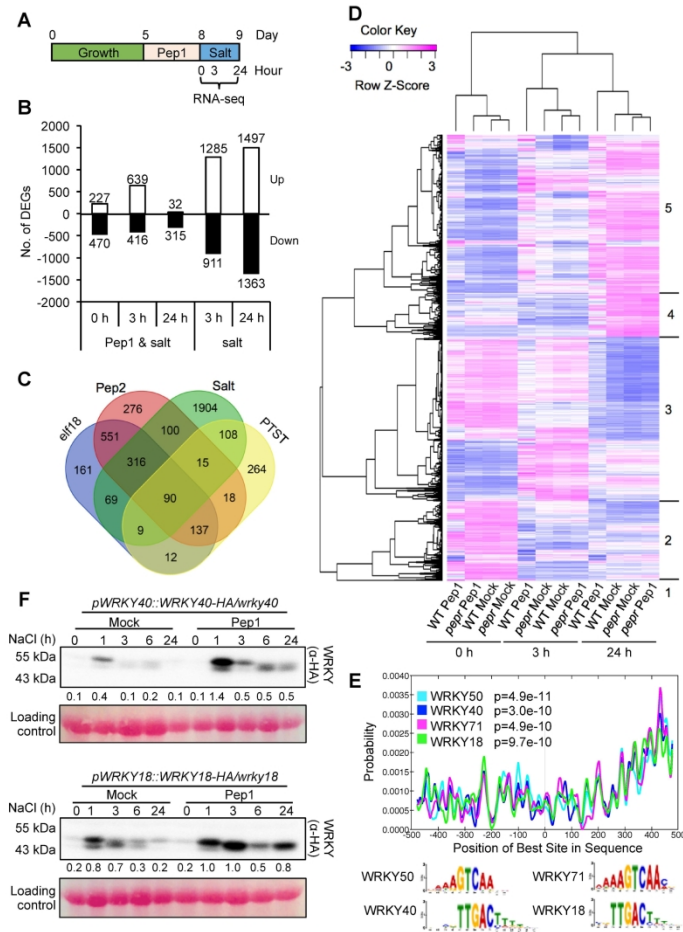 A
0 5 8 9 Day
Growth Pep1 Salt
0 3 24 Hour
RNA-seq
B
No. of DEGs
2000
1500
1000
500
0
-500
-1000
-1500
-2000
227 639 32 1285 1497
Up
470 416 315 911 1363
Down
0 h 3 h 24 h 3 h 24 h
Pep1 & salt salt
C
elf18 Pep2 Salt PTST
276 1904
551 100 108
161 316 15 264
69 90 18
9 137
12
D
Color Key
-3 0 3
Row Z-Score
5
4
3
2
1
WT Pep1
pepr Pep1
WT Mock
pepr Mock
WT Pep1
pepr Mock
WT Mock
pepr Pep1
WT Pep1
WT Mock
pepr Mock
pepr Pep1
0 h 3 h 24 h
E
Probability
0.0040
0.0035
0.0030
0.0025
0.0020
0.0015
0.0010
0.0005
0.0000
WRKY50 p=4.9e-11
WRKY40 p=3.0e-10
WRKY71 p=4.9e-10
WRKY18 p=9.7e-10
-500 -400 -300 -200 -100 0 100 200 300 400 500
Position of Best Site in Sequence
WRKY50 AGTCAA
WRKY71 AAAGTCAAC
WRKY40 TTGACT
WRKY18 TTGACT
F
pWRKY40::WRKY40-HA/wrky40
Mock Pep1
NaCl (h) 0 1 3 6 24 0 1 3 6 24
55 kDa
43 kDa
WRKY
(α-HA)
0.1 0.4 0.1 0.2 0.1 0.1 1.4 0.5 0.5 0.5
Loading
control
pWRKY18::WRKY18-HA/wrky18
Mock Pep1
NaCl (h) 0 1 3 6 24 0 1 3 6 24
55 kDa
43 kDa
WRKY
(α-HA)
0.2 0.8 0.7 0.3 0.2 0.2 1.0 1.0 0.5 0.8
Loading
control